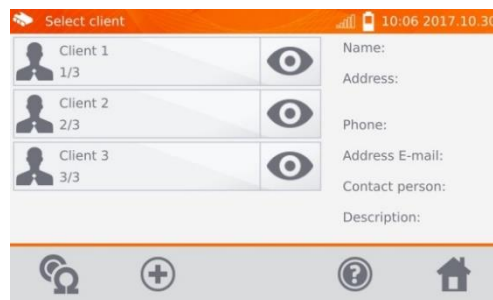 Select client
10:06 2017.10.30
Client 1
1/3
Client 2
2/3
Client 3
3/3
Name:
Address:
Phone:
Address E-mail:
Contact person:
Description: